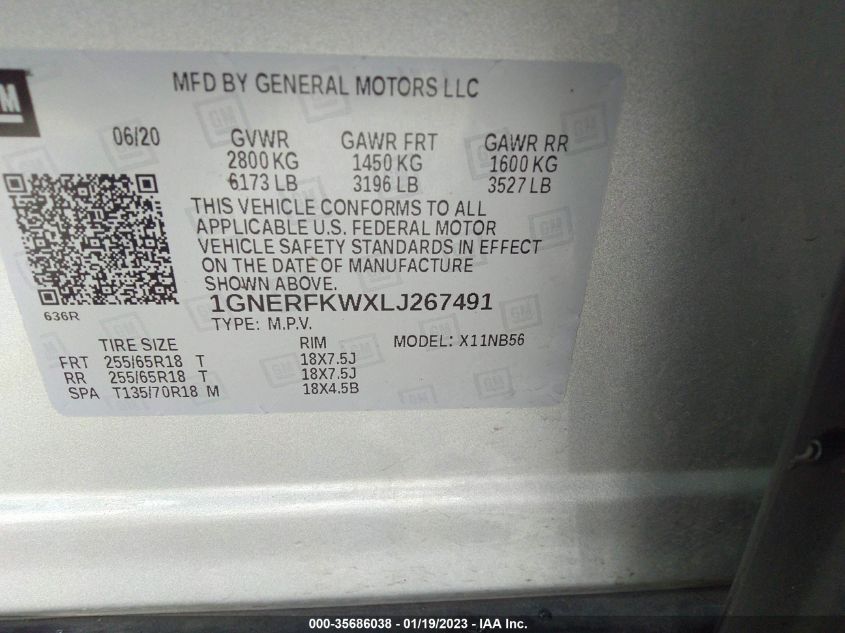 GM
MFD BY GENERAL MOTORS LLC
06/20 GVWR GAWR FRT GAWR RR
2800 KG 1450 KG 1600 KG
6173 LB 3196 LB 3527 LB
THIS VEHICLE CONFORMS TO ALL
APPLICABLE U.S. FEDERAL MOTOR
VEHICLE SAFETY STANDARDS IN EFFECT
ON THE DATE OF MANUFACTURE
SHOWN ABOVE.
1GNERFKWXLJ267491
636R
TYPE: M.P.V.
TIRE SIZE RIM MODEL: X11NB56
FRT 255/65R18 T 18X7.5J
RR 255/65R18 T 18X7.5J
SPA T135/70R18 M 18X4.5B
000-35686038 - 01/19/2023 - IAA Inc.